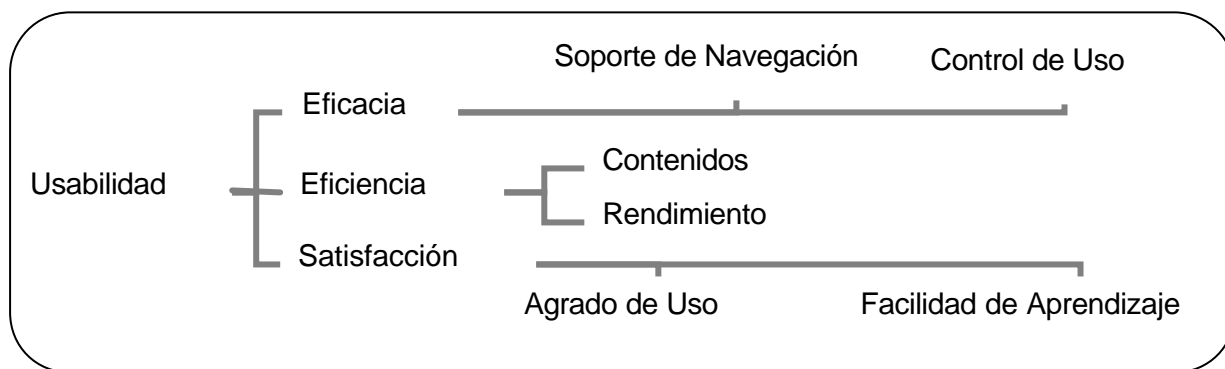 Soporte de Navegación
Control de Uso
Eficacia
Contenidos
Usabilidad
Eficiencia
Rendimiento
Satisfacción
Agrado de Uso
Facilidad de Aprendizaje